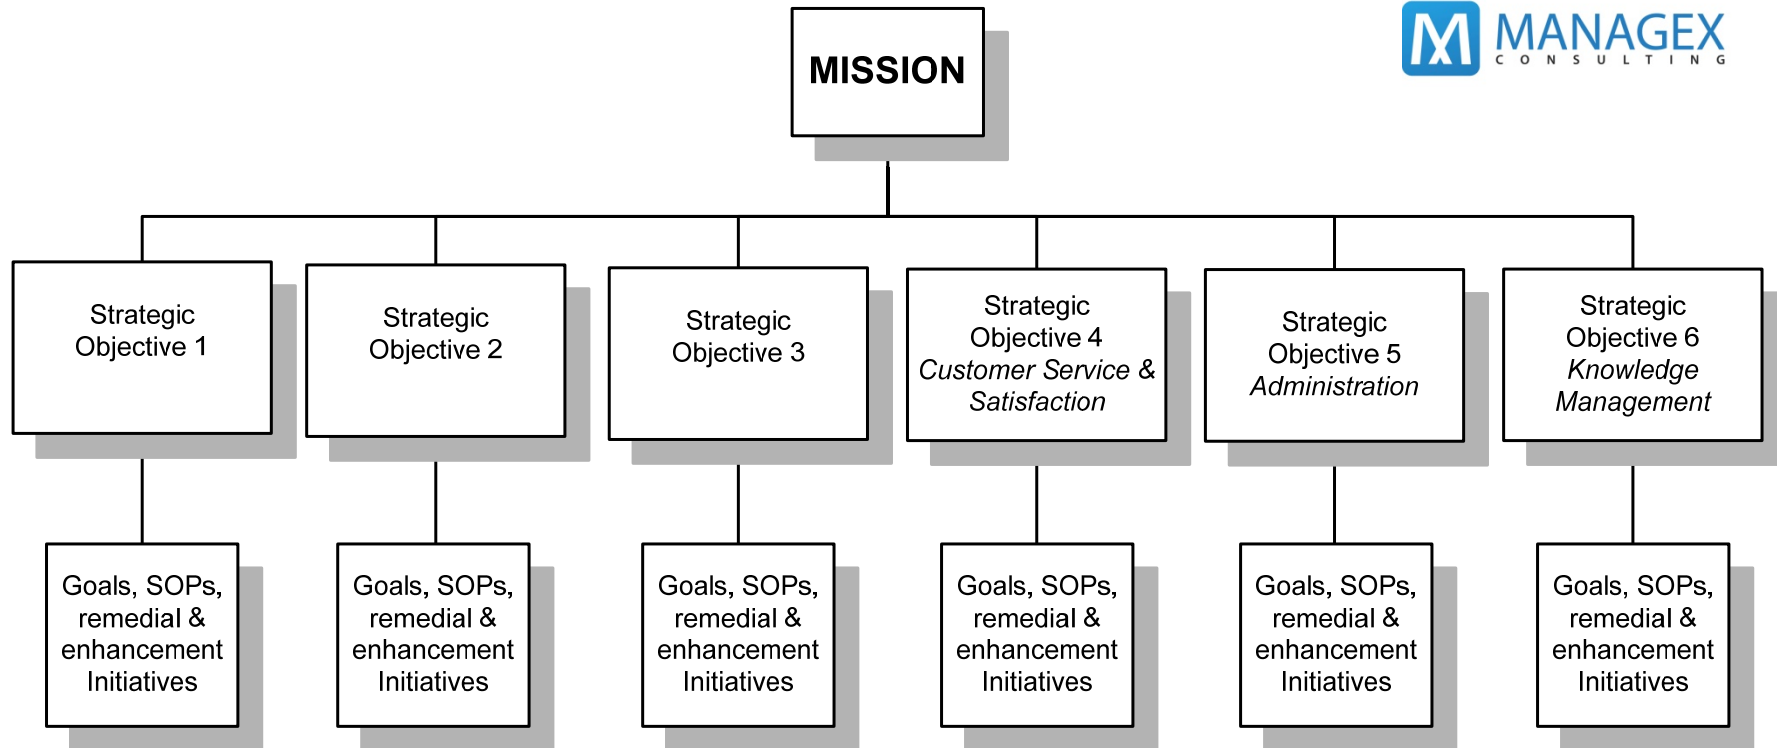 MISSION
MANAGEX
CONSULTING
Strategic
Objective 1
Strategic
Objective 2
Strategic
Objective 3
Strategic
Objective 4
Customer Service &
Satisfaction
Strategic
Objective 5
Administration
Strategic
Objective 6
Knowledge
Management
Goals, SOPs,
remedial &
enhancement
Initiatives
Goals, SOPs,
remedial &
enhancement
Initiatives
Goals, SOPs,
remedial &
enhancement
Initiatives
Goals, SOPs,
remedial &
enhancement
Initiatives
Goals, SOPs,
remedial &
enhancement
Initiatives
Goals, SOPs,
remedial &
enhancement
Initiatives